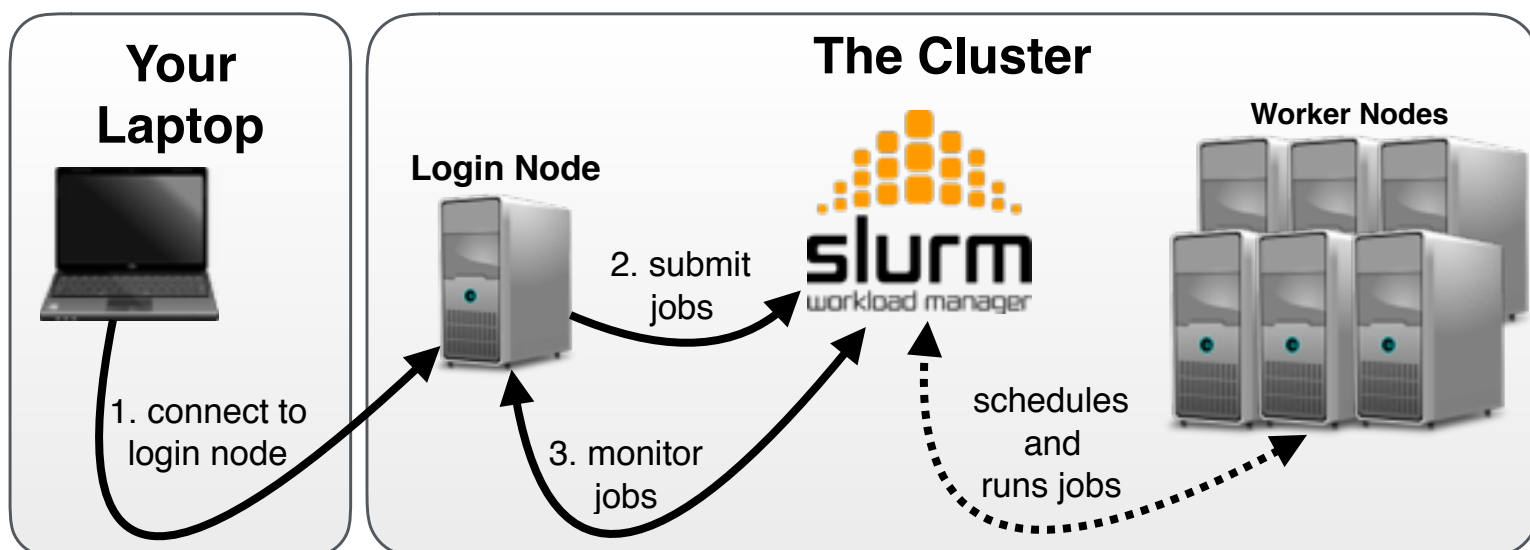 Your
Laptop
The Cluster
Worker Nodes
Login Node
slurm
workload manager
2. submit
jobs
1. connect to
login node
3. monitor
jobs
schedules
and
runs jobs